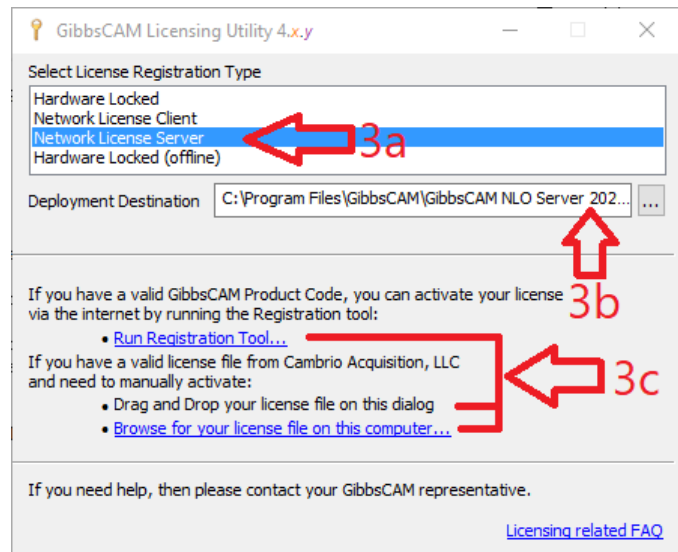 GibbsCAM Licensing Utility 4.x.y
Select License Registration Type
Hardware Locked
Network License Client
Network License Server
3a
Hardware Locked (offline)
Deployment Destination
C:\Program Files\GibbsCAM\GibbsCAM NLO Server 202...
...
3b
If you have a valid GibbsCAM Product Code, you can activate your license
via the internet by running the Registration tool:
• Run Registration Tool...
If you have a valid license file from Cambrio Acquisition, LLC
and need to manually activate:
3c
• Drag and Drop your license file on this dialog
• Browse for your license file on this computer...
If you need help, then please contact your GibbsCAM representative.
Licensing related FAQ